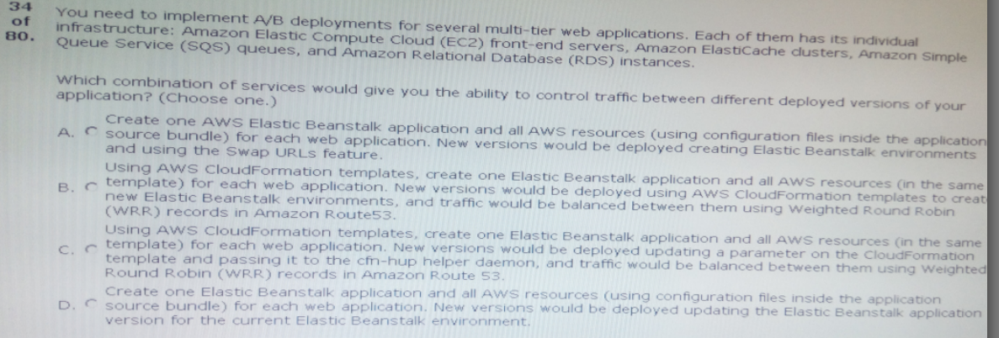 34
of
80.
You need to implement A/B deployments for several multi-tier web applications. Each of them has its individual
infrastructure: Amazon Elastic Compute Cloud (EC2) front-end servers, Amazon ElastiCache clusters, Amazon Simple
Queue Service (SQS) queues, and Amazon Relational Database (RDS) instances.
Which combination of services would give you the ability to control traffic between different deployed versions of your
application? (Choose one.)
A. Create one AWS Elastic Beanstalk application and all AWS resources (using configuration files inside the application
source bundle) for each web application. New versions would be deployed creating Elastic Beanstalk environments
and using the Swap URLs feature.
B. Using AWS CloudFormation templates, create one Elastic Beanstalk application and all AWS resources (in the same
template) for each web application. New versions would be deployed using AWS CloudFormation templates to creat
new Elastic Beanstalk environments, and traffic would be balanced between them using Weighted Round Robin
(WRR) records in Amazon Route53.
C. Using AWS CloudFormation templates, create one Elastic Beanstalk application and all AWS resources (in the same
template) for each web application. New versions would be deployed updating a parameter on the CloudFormation
template and passing it to the cfn-hup helper daemon, and traffic would be balanced between them using Weighted
Round Robin (WRR) records in Amazon Route 53.
D. Create one Elastic Beanstalk application and all AWS resources (using configuration files inside the application
source bundle) for each web application. New versions would be deployed updating the Elastic Beanstalk application
version for the current Elastic Beanstalk environment.